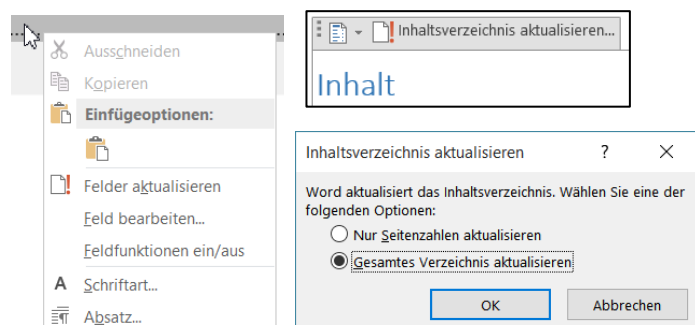 Ausschneiden
Kopieren
Einfügeoptionen:
Felder aktualisieren
Feld bearbeiten...
Feldfunktionen ein/aus
A Schriftart...
Absatz...
Inhaltsverzeichnis aktualisieren...
Inhalt
Inhaltsverzeichnis aktualisieren ?
Word aktualisiert das Inhaltsverzeichnis. Wählen Sie eine der
folgenden Optionen:
Nur Seitenzahlen aktualisieren
Gesamtes Verzeichnis aktualisieren
OK Abbrechen